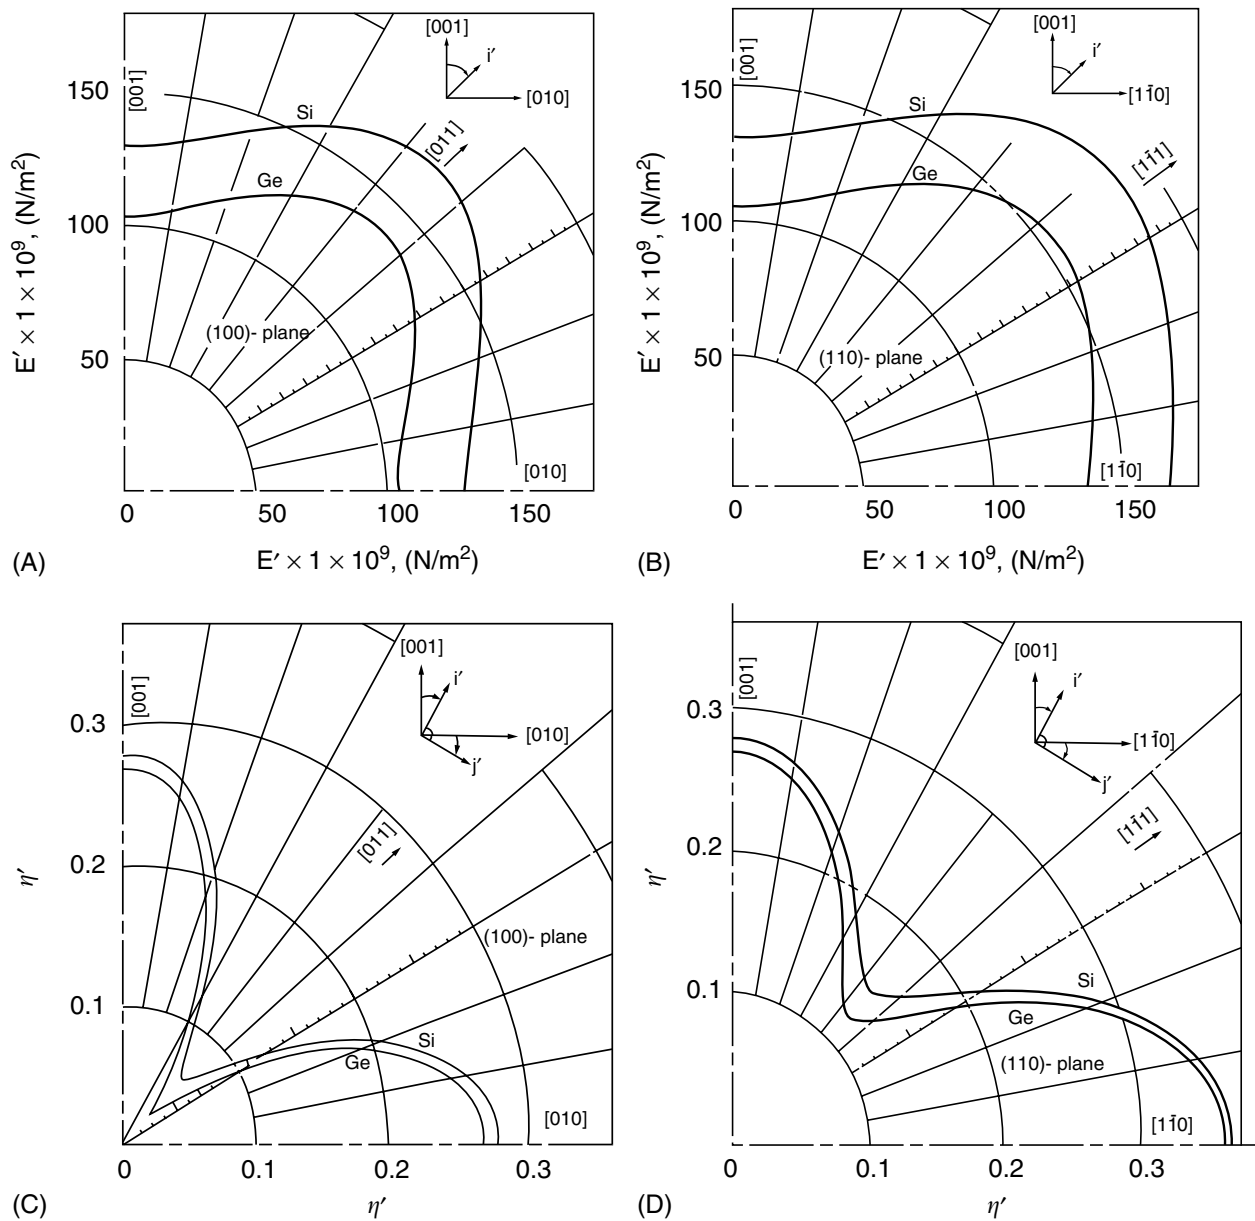 [001]
i′
[010]
150
[001]
Si
[011]
Ge
100
E′ × 1 × 10⁹, (N/m²)
(100)- plane
50
[010]
0
50
100
150
(A)
E′ × 1 × 10⁹, (N/m²)
[001]
i′
[11̄0]
150
[001]
Si
[11̄1]
Ge
100
E′ × 1 × 10⁹, (N/m²)
(110)- plane
50
[11̄0]
0
50
100
150
(B)
E′ × 1 × 10⁹, (N/m²)
[001]
i′
[010]
j′
[001]
0.3
[011]
0.2
η′
(100)- plane
0.1
Si
Ge
[010]
0
0.1
0.2
0.3
(C)
η′
[001]
i′
[11̄0]
j′
[001]
0.3
[11̄1]
0.2
η′
0.1
Si
Ge
(110)- plane
[11̄0]
0
0.1
0.2
0.3
(D)
η′